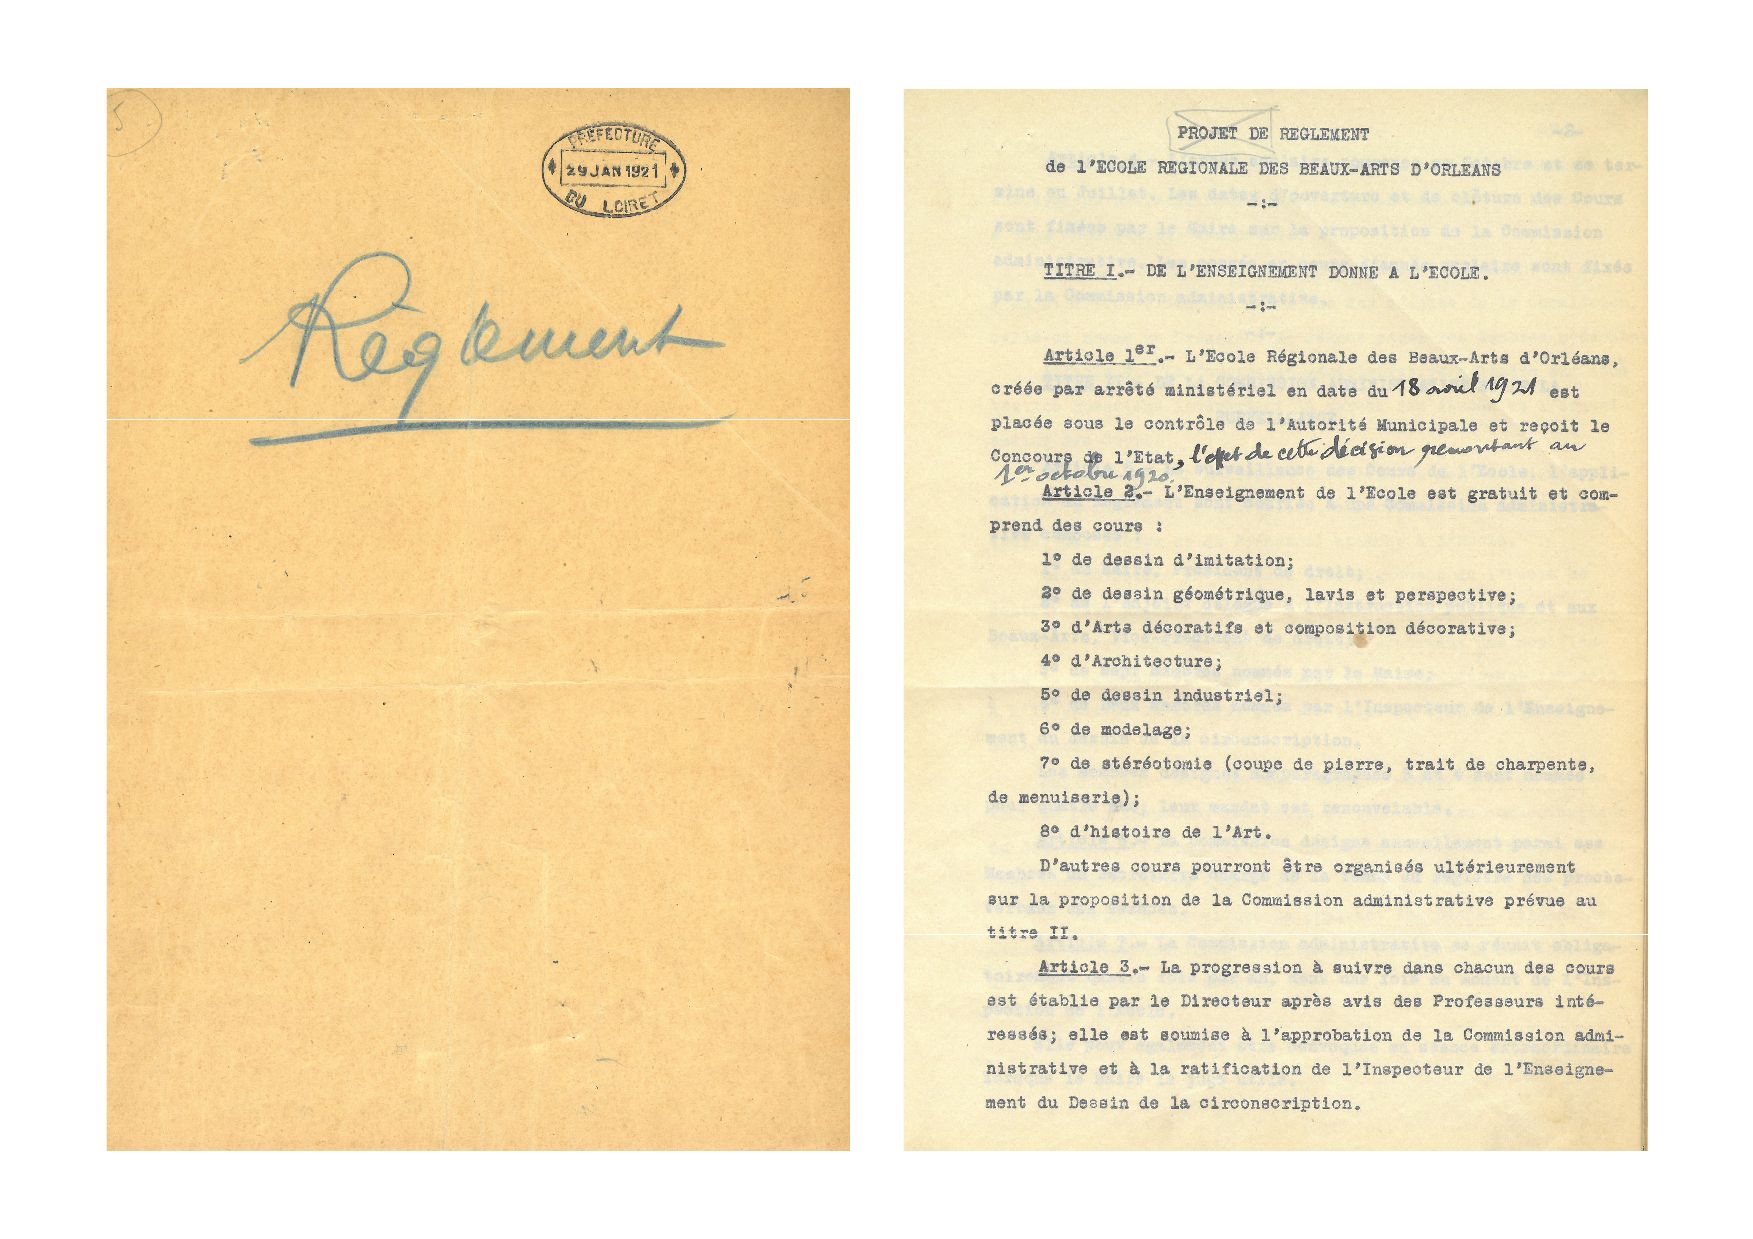 5
PREFECTURE
29 JAN 1921
DU LOIRET
Règlement
PROJET DE REGLEMENT
de l'ECOLE REGIONALE DES BEAUX-ARTS D'ORLEANS
-:-
TITRE I.- DE L'ENSEIGNEMENT DONNE A L'ECOLE.
-:-
Article 1er.- L'Ecole Régionale des Beaux-Arts d'Orléans,
créée par arrêté ministériel en date du 18 avril 1921 est
placée sous le contrôle de l'Autorité Municipale et reçoit le
Concours de l'Etat, l'effet de cette décision remontant au
1er octobre 1920.
Article 2.- L'Enseignement de l'Ecole est gratuit et com-
prend des cours :
1° de dessin d'imitation;
2° de dessin géométrique, lavis et perspective;
3° d'Arts décoratifs et composition décorative;
4° d'Architecture;
5° de dessin industriel;
6° de modelage;
7° de stéréotomie (coupe de pierre, trait de charpente,
de menuiserie);
8° d'histoire de l'Art.
D'autres cours pourront être organisés ultérieurement
sur la proposition de la Commission administrative prévue au
titre II.
Article 3.- La progression à suivre dans chacun des cours
est établie par le Directeur après avis des Professeurs inté-
ressés; elle est soumise à l'approbation de la Commission admi-
nistrative et à la ratification de l'Inspecteur de l'Enseigne-
ment du Dessin de la circonscription.